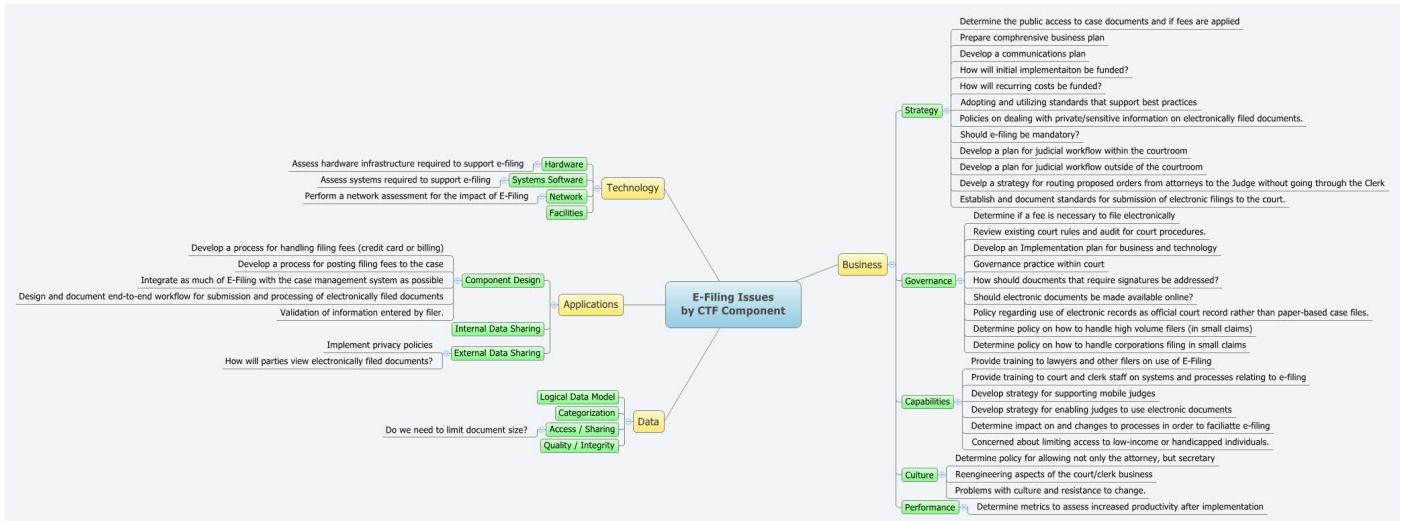 E-Filing Issues
by CTF Component
Technology
Hardware
Assess hardware infrastructure required to support e-filing
Systems Software
Assess systems required to support e-filing
Network
Perform a network assessment for the impact of E-Filing
Facilities
Applications
Component Design
Develop a process for handling filing fees (credit card or billing)
Develop a process for posting filing fees to the case
Integrate as much of E-Filing with the case management system as possible
Design and document end-to-end workflow for submission and processing of electronically filed documents
Validation of information entered by filer.
Internal Data Sharing
External Data Sharing
Implement privacy policies
How will parties view electronically filed documents?
Data
Logical Data Model
Categorization
Access / Sharing
Do we need to limit document size?
Quality / Integrity
Business
Strategy
Determine the public access to case documents and if fees are applied
Prepare comphrensive business plan
Develop a communications plan
How will initial implementaiton be funded?
How will recurring costs be funded?
Adopting and utilizing standards that support best practices
Policies on dealing with private/sensitive information on electronically filed documents.
Should e-filing be mandatory?
Develop a plan for judicial workflow within the courtroom
Develop a plan for judicial workflow outside of the courtroom
Develop a strategy for routing proposed orders from attorneys to the Judge without going through the Clerk
Establish and document standards for submission of electronic filings to the court.
Governance
Determine if a fee is necessary to file electronically
Review existing court rules and audit for court procedures.
Develop an Implementation plan for business and technology
Governance practice within court
How should doucments that require signatures be addressed?
Should electronic documents be made available online?
Policy regarding use of electronic records as official court record rather than paper-based case files.
Determine policy on how to handle high volume filers (in small claims)
Determine policy on how to handle corporations filing in small claims
Capabilities
Provide training to lawyers and other filers on use of E-Filing
Provide training to court and clerk staff on systems and processes relating to e-filing
Develop strategy for supporting mobile judges
Develop strategy for enabling judges to use electronic documents
Determine impact on and changes to processes in order to faciliatte e-filing
Concerned about limiting access to low-income or handicapped individuals.
Culture
Determine policy for allowing not only the attorney, but secretary
Reengineering aspects of the court/clerk business
Problems with culture and resistance to change.
Performance
Determine metrics to assess increased productivity after implementation